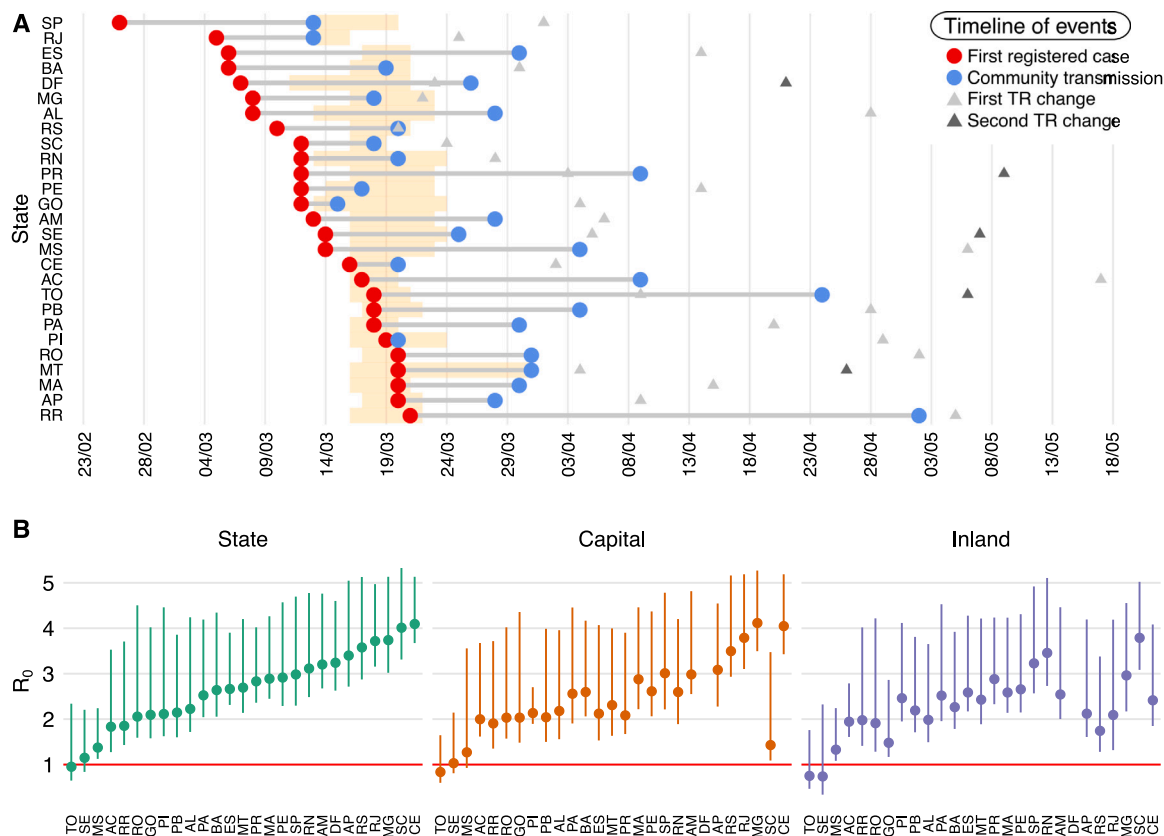 A
Timeline of events
First registered case
Community transmission
First TR change
Second TR change
State
SP
RJ
ES
BA
DF
MG
AL
RS
SC
RN
PR
PE
GO
AM
SE
MS
CE
AC
TO
PB
PA
PI
RO
MT
MA
AP
RR
23/02 28/02 04/03 09/03 14/03 19/03 24/03 29/03 03/04 08/04 14/04 18/04 23/04 28/04 03/05 08/05 13/05 18/05
B
State Capital Inland
R0
5
4
3
2
1
TO SE MS AC RR RO GO PI PB AL PA BA ES MT PR MA PE SP RN AM DF AP RS RJ MG SC CE
TO SE MS AC RR RO GO PI PB AL PA BA ES MT PR MA PE SP RN AM DF AP RS RJ MG SC CE
TO SE MS AC RR RO GO PI PB AL PA BA ES MT PR MA PE SP RN AM DF AP RS RJ MG SC CE